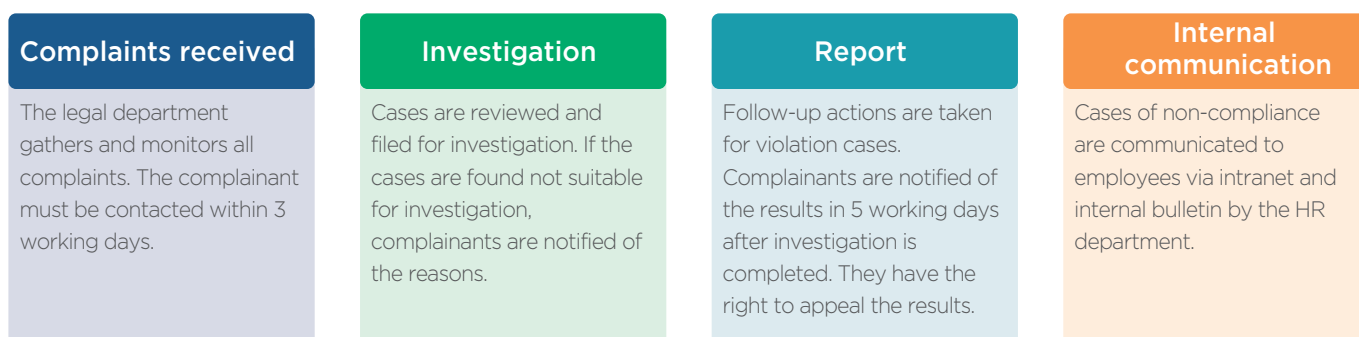 Complaints received
The legal department
gathers and monitors all
complaints. The complainant
must be contacted within 3
working days.
Investigation
Cases are reviewed and
filed for investigation. If the
cases are found not suitable
for investigation,
complainants are notified of
the reasons.
Report
Follow-up actions are taken
for violation cases.
Complainants are notified of
the results in 5 working days
after investigation is
completed. They have the
right to appeal the results.
Internal
communication
Cases of non-compliance
are communicated to
employees via intranet and
internal bulletin by the HR
department.